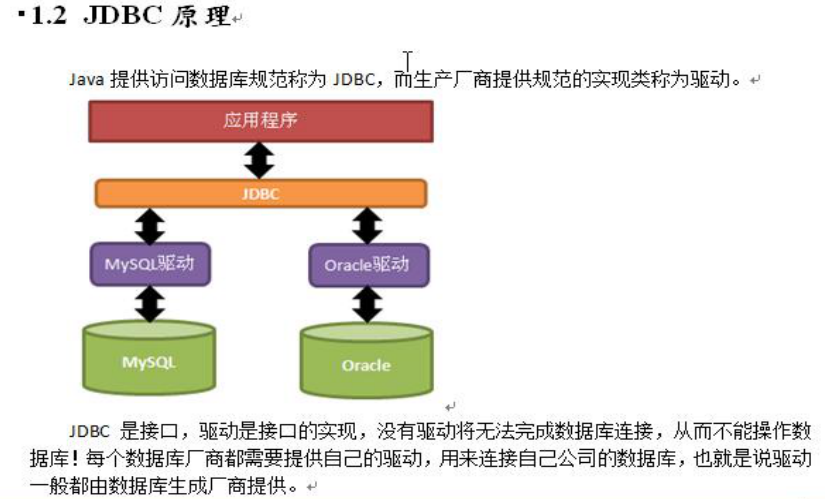 1.2 JDBC 原理
Java 提供访问数据库规范称为 JDBC，而生产厂商提供规范的实现类称为驱动。
应用程序
JDBC
MySQL驱动 Oracle驱动
MySQL Oracle
JDBC 是接口，驱动是接口的实现，没有驱动将无法完成数据库连接，从而不能操作数
据库！每个数据库厂商都需要提供自己的驱动，用来连接自己公司的数据库，也就是说驱动
一般都由数据库生成厂商提供。